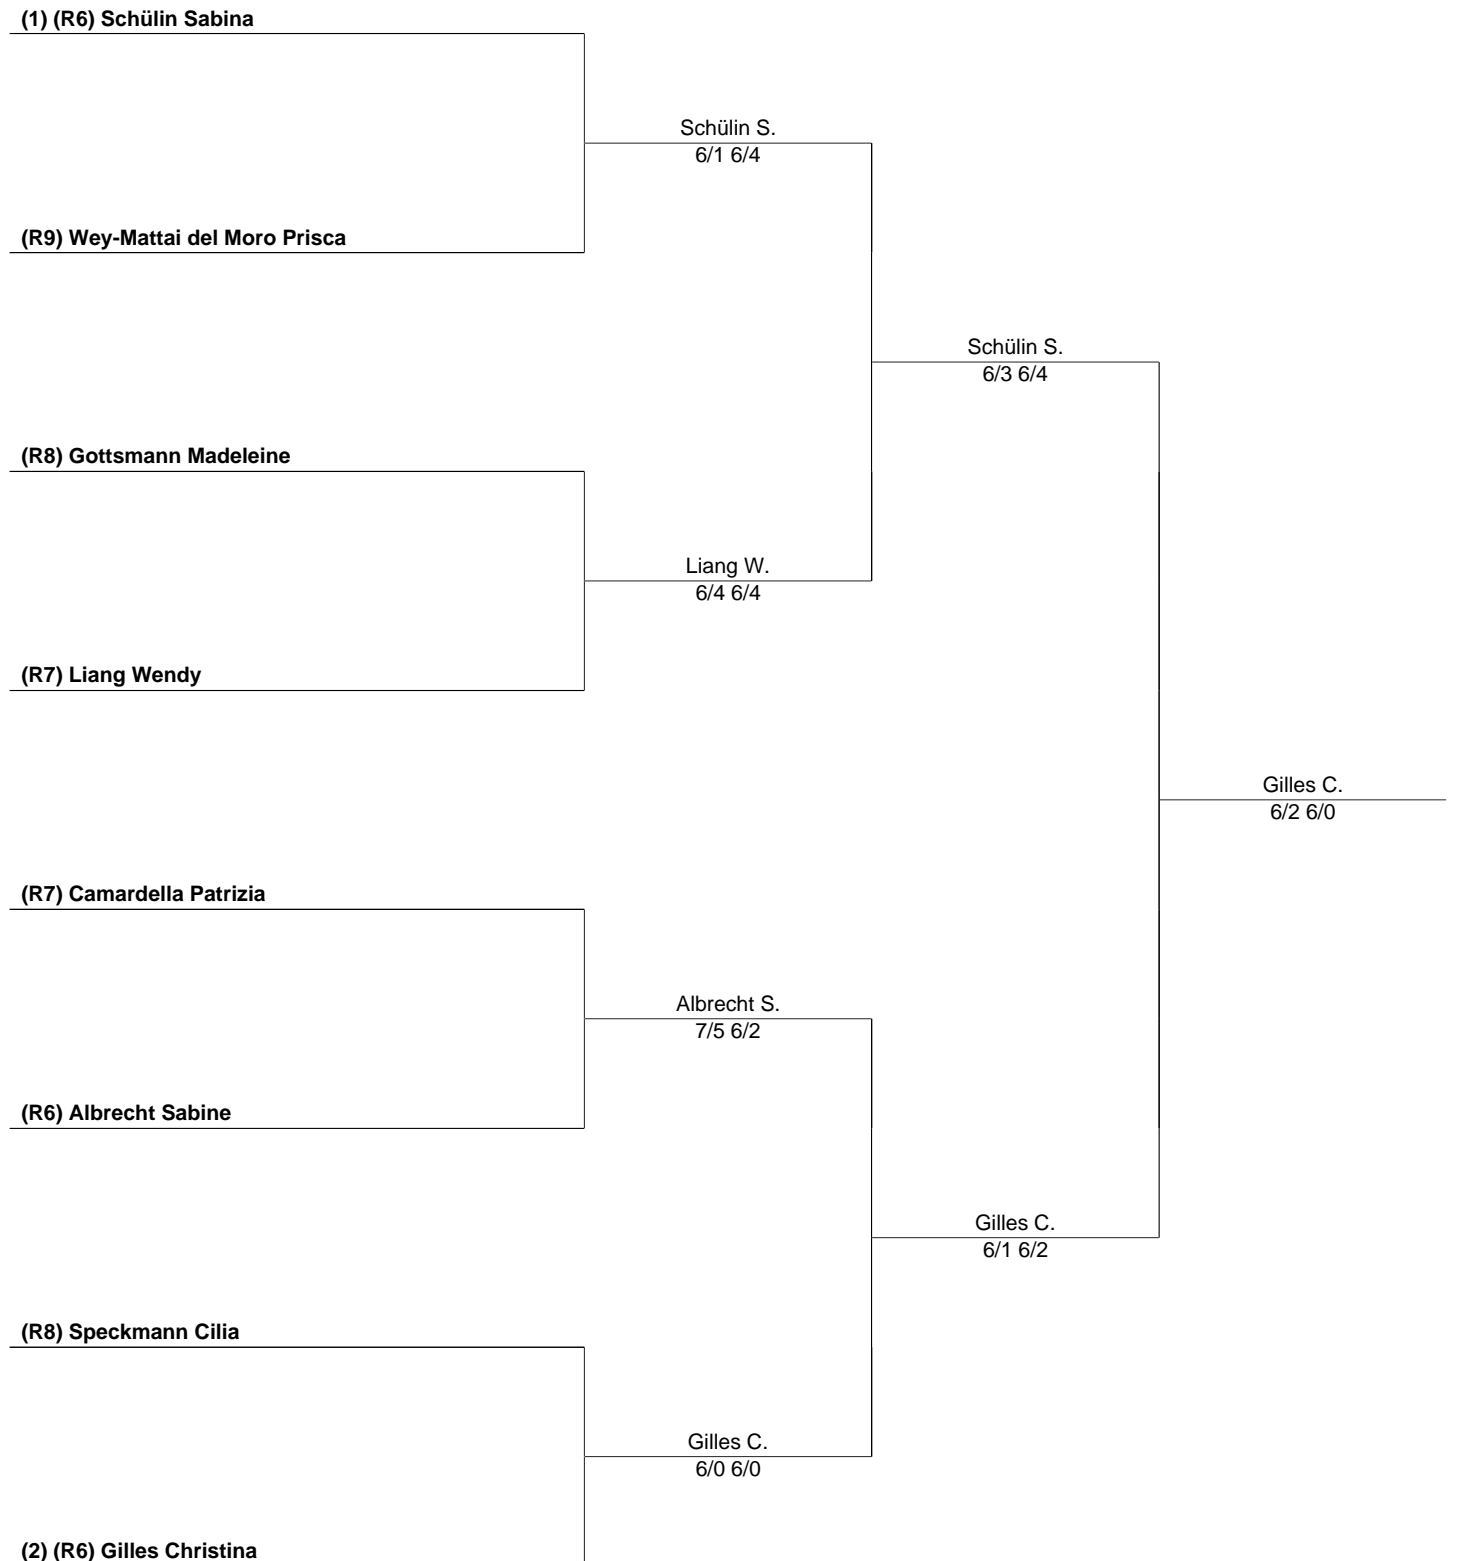 (1) (R6) Schülin Sabina
Schülin S.
6/1 6/4
(R9) Wey-Mattai del Moro Prisca
Schülin S.
6/3 6/4
(R8) Gottsmann Madeleine
Liang W.
6/4 6/4
(R7) Liang Wendy
Gilles C.
6/2 6/0
(R7) Camardella Patrizia
Albrecht S.
7/5 6/2
(R6) Albrecht Sabine
Gilles C.
6/1 6/2
(R8) Speckmann Cilia
Gilles C.
6/0 6/0
(2) (R6) Gilles Christina